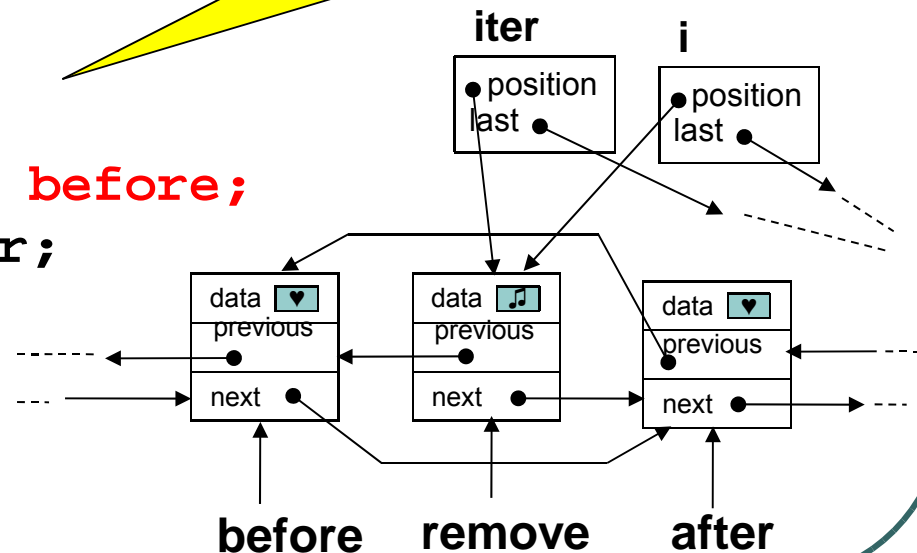 iter
i
position
last
position
last
before;
r;
data ♥
previous
next
data ♫
previous
next
data ♥
previous
next
before
remove
after